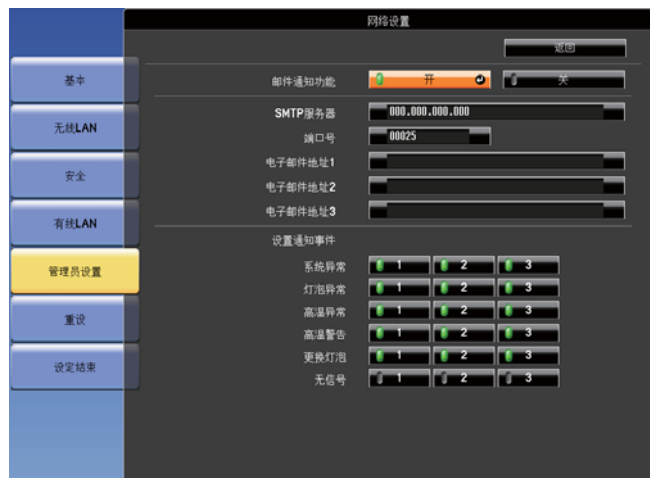 网络设置
返回
基本
无线LAN
安全
有线LAN
管理员设置
重设
设定结束
邮件通知功能 开 关
SMTP服务器 000.000.000.000
端口号 00025
电子邮件地址1
电子邮件地址2
电子邮件地址3
设置通知事件
系统异常 1 2 3
灯泡异常 1 2 3
高温异常 1 2 3
高温警告 1 2 3
更换灯泡 1 2 3
无信号 1 2 3